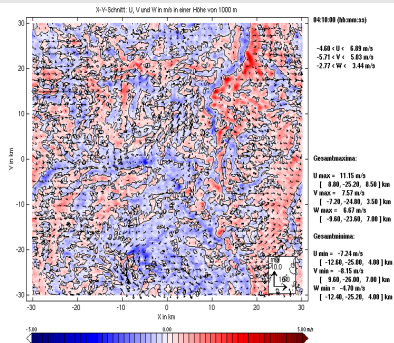 X-Y-Schnitt: U, V und W in m/s in einer Höhe von 1000 m
04:10:00 (hh:mm:ss)
-4.60 < U < 6.09 m/s
-5.71 < V < 5.03 m/s
-2.77 < W < 3.44 m/s
Gesamtmaxima:
U max = 11.15 m/s
[ 8.80, -25.20, 8.50 ] km
V max = 7.57 m/s
[ -7.20, -24.80, 3.50 ] km
W max = 6.67 m/s
[ -9.60, -23.60, 7.00 ] km
Gesamtminima:
U min = -7.24 m/s
[ -12.60, -25.00, 4.00 ] km
V min = -8.15 m/s
[ 9.60, -26.00, 7.00 ] km
W min = -4.70 m/s
[ -12.40, -25.20, 4.00 ] km
Y in km
30
20
10
0
-10
-20
-30
10.0
-30 -20 -10 0 10 20 30
X in km
-5.00 0.00 5.00 m/s